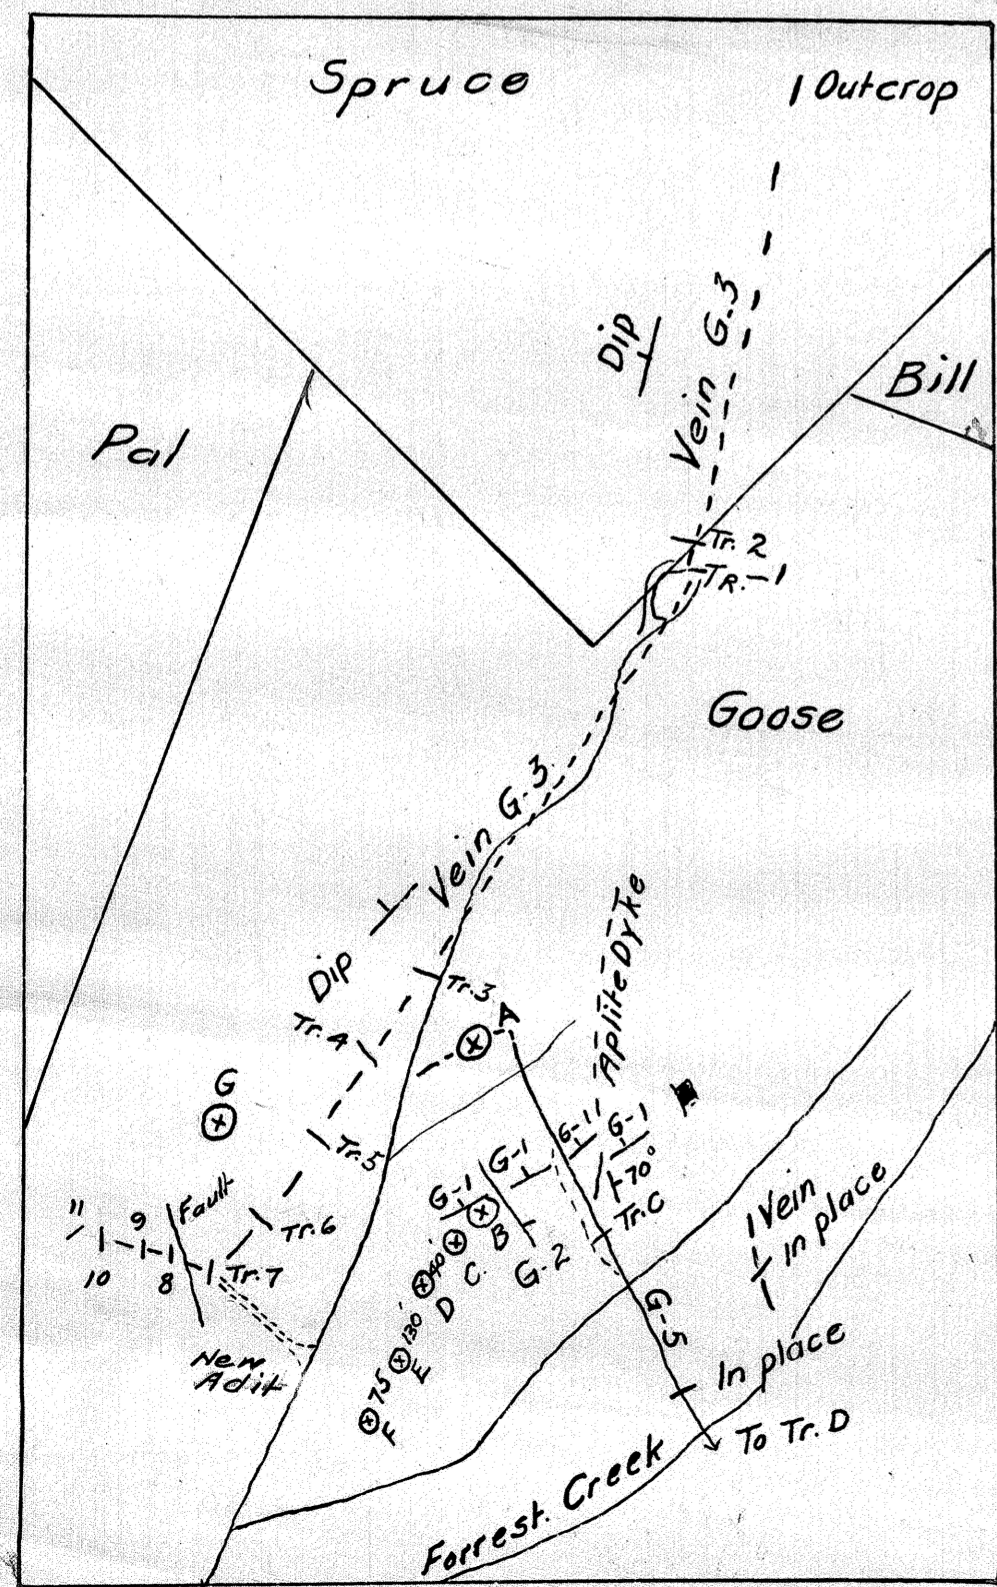 Spruce
Outcrop
Dip
Vein G.3
Bill
Pal
Tr. 2
TR.-1
Goose
Vein G-3.
Dip
Tr.3
A
Tr.4
Aplite Dyke
G
Tr.5
G-11
G-1
G-1
70°
Tr.C
G-1
B
G-2
40'
C.
D
130'
E
75
F
Fault
Tr.6
11
9
10
8
Tr.7
New
Adit
1 Vein
In place
G-5
In place
To Tr. D
Forrest. Creek